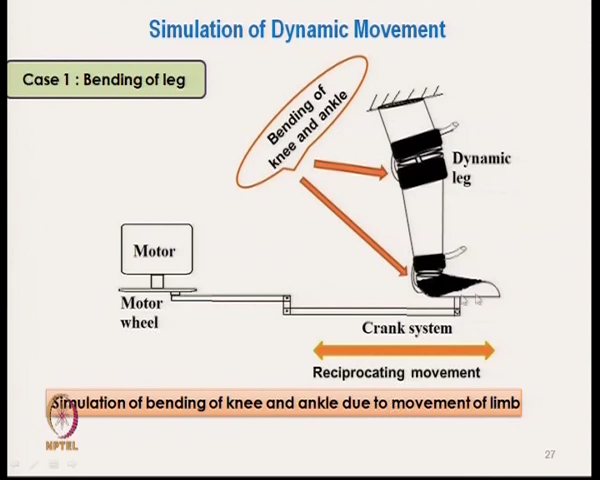 Simulation of Dynamic Movement
Case 1 : Bending of leg
Bending of
knee and ankle
Dynamic
leg
Motor
Motor
wheel
Crank system
Reciprocating movement
Simulation of bending of knee and ankle due to movement of limb
NPTEL
27